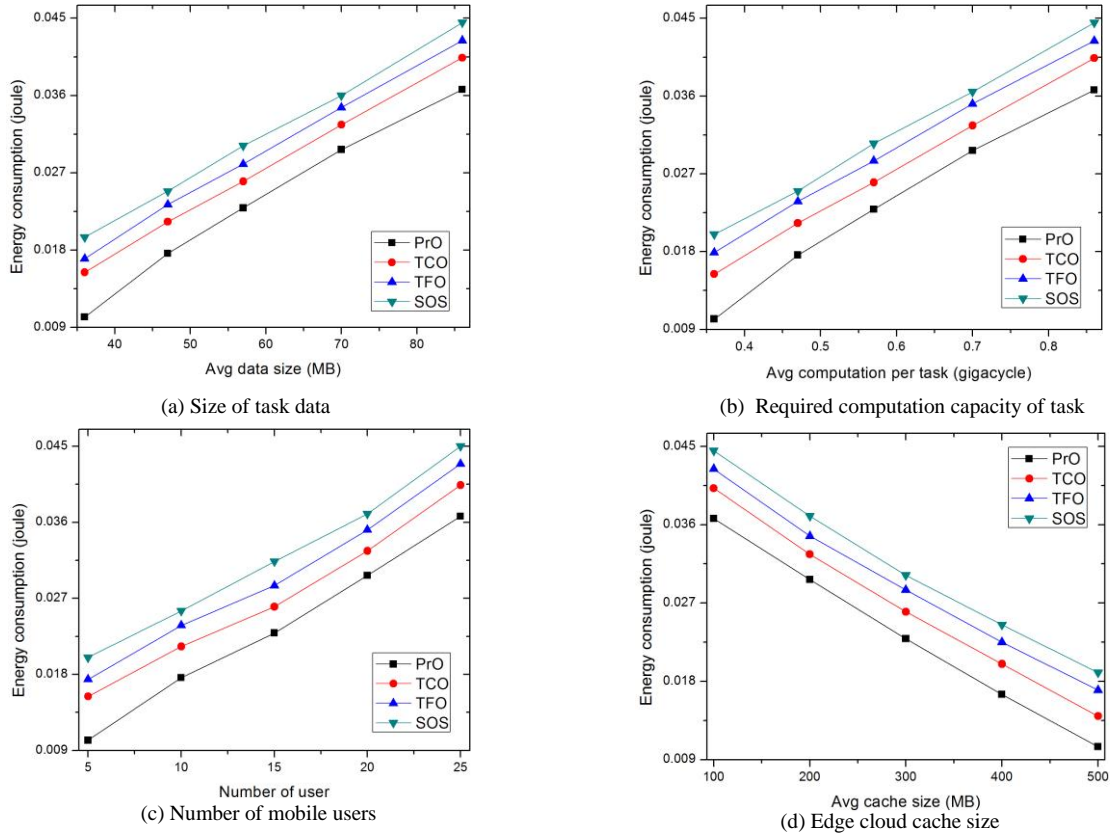 Energy consumption (joule)
0.045
0.036
0.027
0.018
0.009
PrO
TCO
TFO
SOS
40 50 60 70 80
Avg data size (MB)
(a) Size of task data
Energy consumption (joule)
0.045
0.036
0.027
0.018
0.009
PrO
TCO
TFO
SOS
0.4 0.5 0.6 0.7 0.8
Avg computation per task (gigacycle)
(b) Required computation capacity of task
Energy consumption (joule)
0.045
0.036
0.027
0.018
0.009
PrO
TCO
TFO
SOS
5 10 15 20 25
Number of user
(c) Number of mobile users
Energy consumption (joule)
0.045
0.036
0.027
0.018
0.009
PrO
TCO
TFO
SOS
100 200 300 400 500
Avg cache size (MB)
(d) Edge cloud cache size